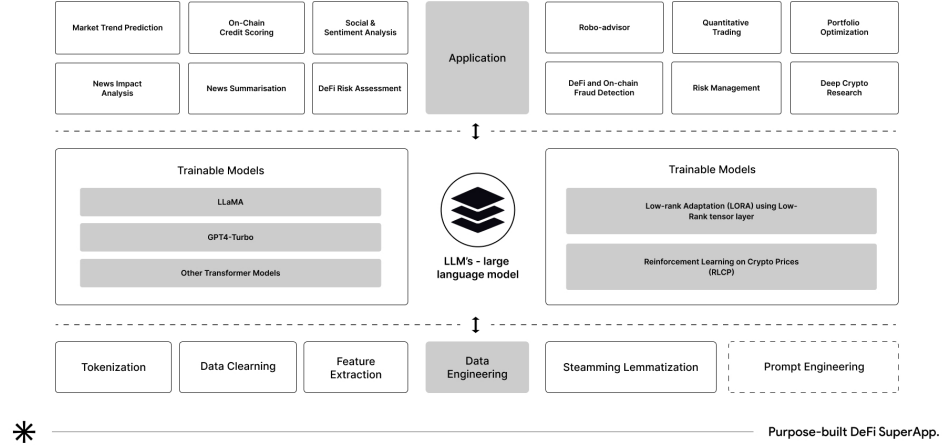 Market Trend Prediction
On-Chain
Credit Scoring
Social &
Sentiment Analysis
Application
Robo-advisor
Quantitative
Trading
Portfolio
Optimization
News Impact
Analysis
News Summarisation
DeFi Risk Assessment
DeFi and On-chain
Fraud Detection
Risk Management
Deep Crypto
Research
Trainable Models
LLaMA
GPT4-Turbo
Other Transformer Models
LLM's - large
language model
Trainable Models
Low-rank Adaptation (LORA) using Low-
Rank tensor layer
Reinforcement Learning on Crypto Prices
(RLCP)
Tokenization
Data Clearning
Feature
Extraction
Data
Engineering
Steamming Lemmatization
Prompt Engineering
Purpose-built DeFi SuperApp.